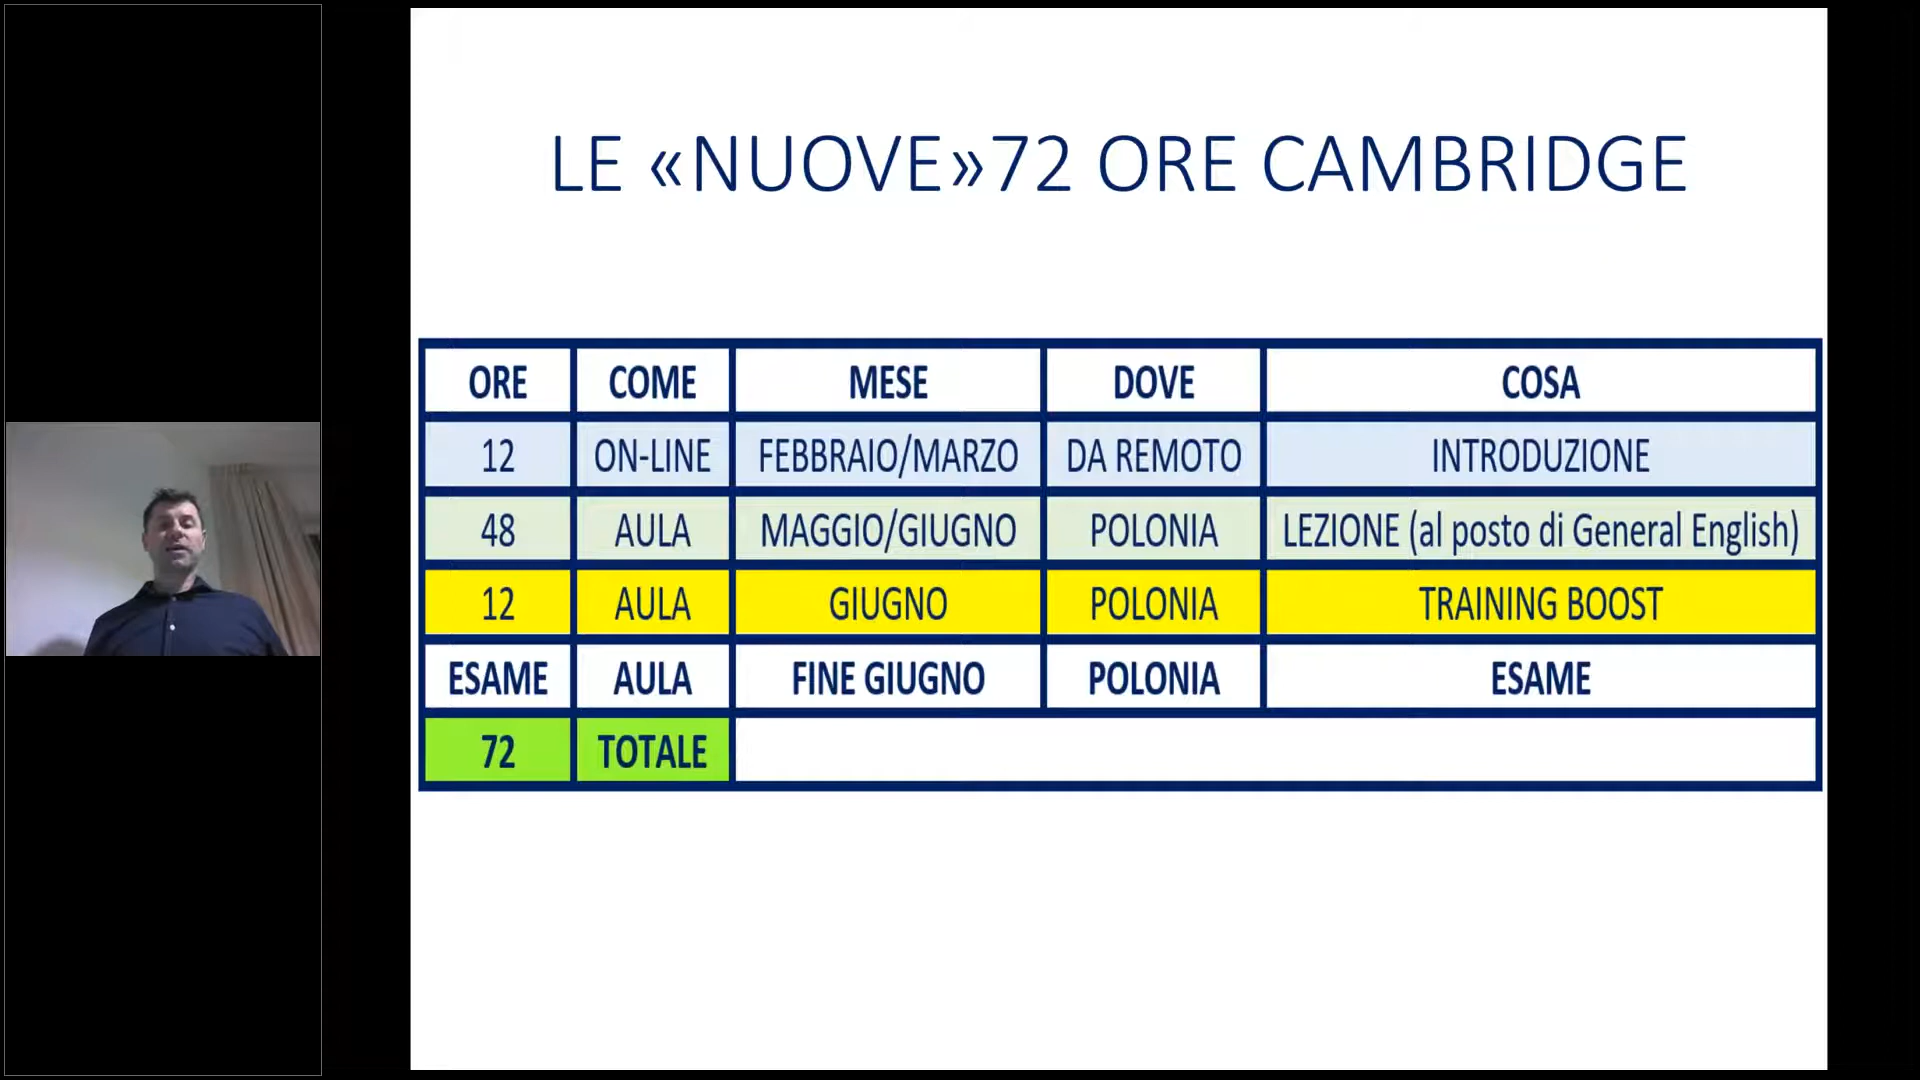 LE «NUOVE»72 ORE CAMBRIDGE
ORE COME MESE DOVE COSA
12 ON-LINE FEBBRAIO/MARZO DA REMOTO INTRODUZIONE
48 AULA MAGGIO/GIUGNO POLONIA LEZIONE (al posto di General English)
12 AULA GIUGNO POLONIA TRAINING BOOST
ESAME AULA FINE GIUGNO POLONIA ESAME
72 TOTALE